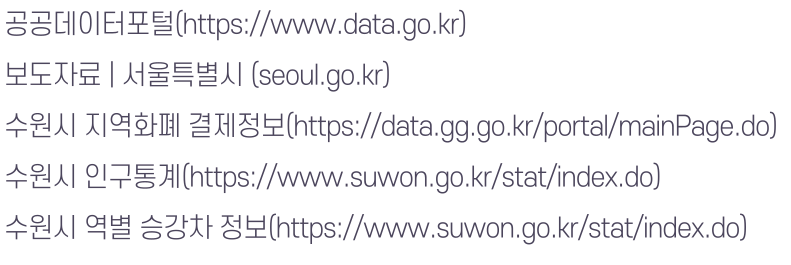 공공데이터포털(https://www.data.go.kr)
보도자료 | 서울특별시 (seoul.go.kr)
수원시 지역화폐 결제정보(https://data.gg.go.kr/portal/mainPage.do)
수원시 인구통계(https://www.suwon.go.kr/stat/index.do)
수원시 역별 승강차 정보(https://www.suwon.go.kr/stat/index.do)